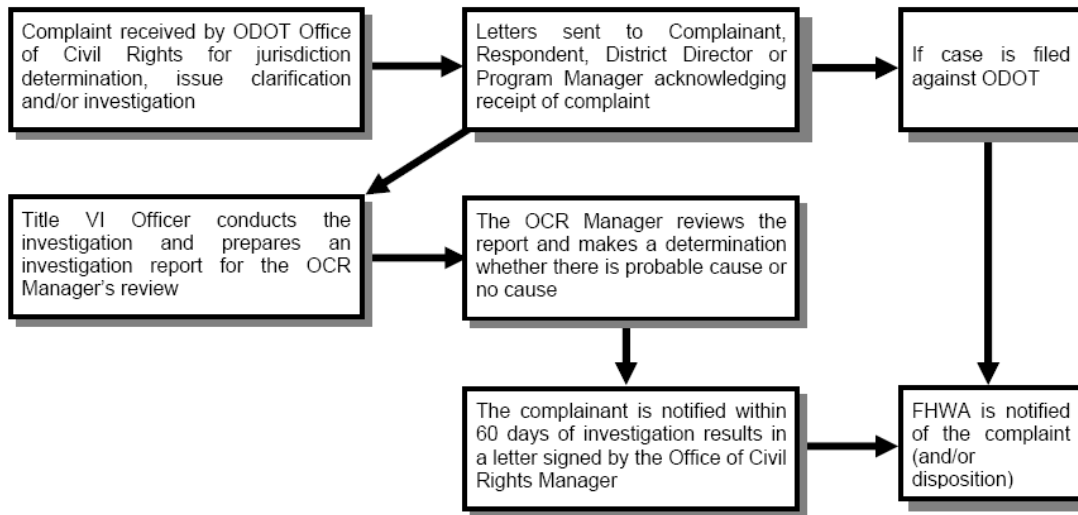 Complaint received by ODOT Office
of Civil Rights for jurisdiction
determination, issue clarification
and/or investigation
Letters sent to Complainant,
Respondent, District Director or
Program Manager acknowledging
receipt of complaint
If case is filed
against ODOT
Title VI Officer conducts the
investigation and prepares an
investigation report for the OCR
Manager's review
The OCR Manager reviews the
report and makes a determination
whether there is probable cause or
no cause
The complainant is notified within
60 days of investigation results in
a letter signed by the Office of Civil
Rights Manager
FHWA is notified
of the complaint
(and/or
disposition)